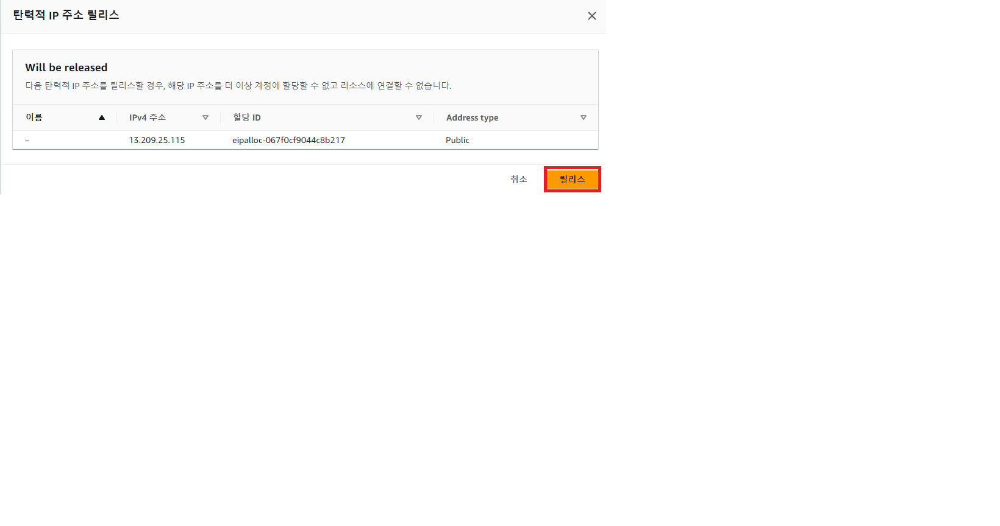 탄력적 IP 주소 릴리스
Will be released
다음 탄력적 IP 주소를 릴리스할 경우, 해당 IP 주소를 더 이상 계정에 할당할 수 없고 리소스에 연결할 수 없습니다.
이름 IPv4 주소 할당 ID Address type
– 13.209.25.115 eipalloc-067f0cf9044c8b217 Public
취소 릴리스